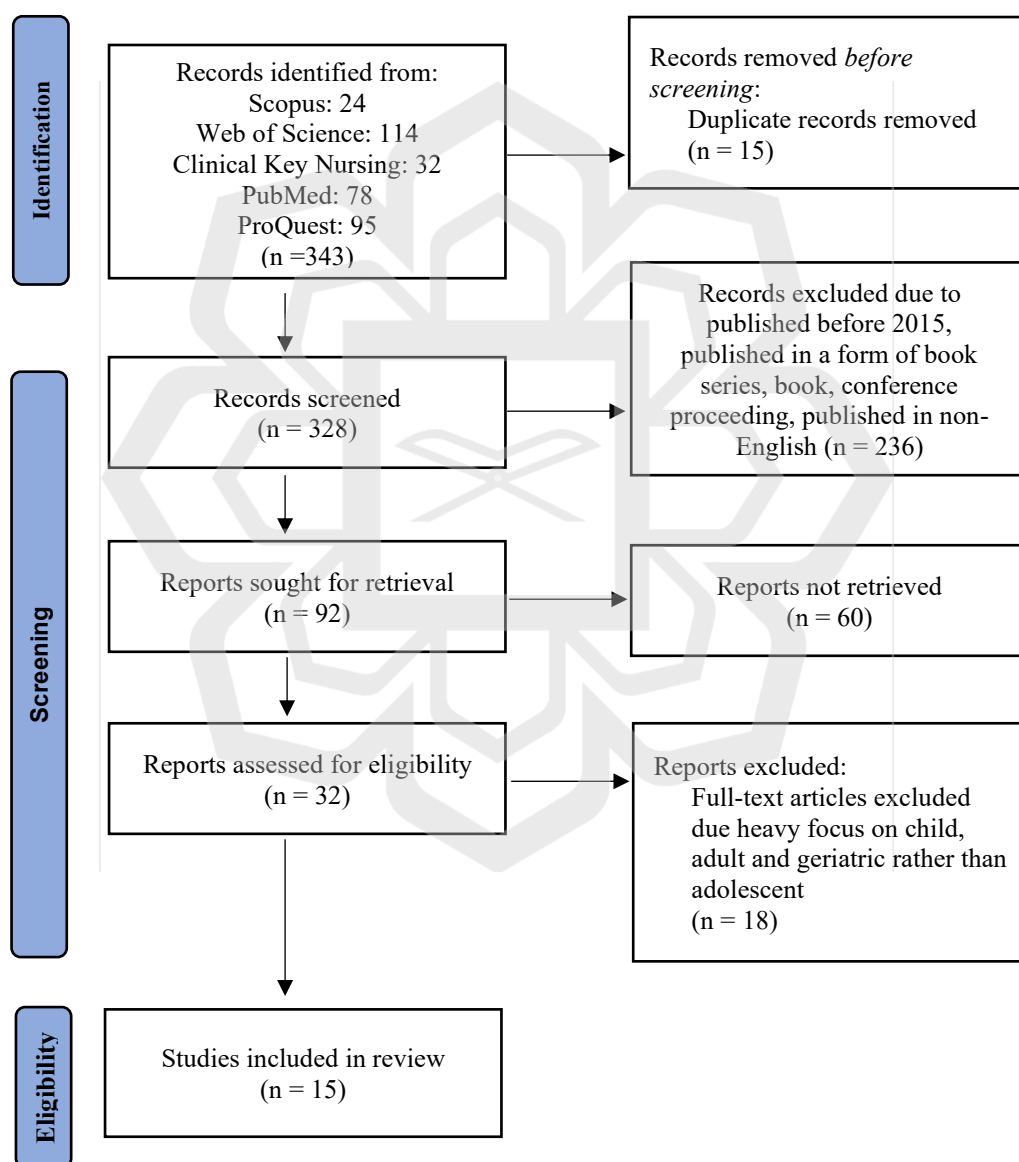 Identification
Records identified from:
Scopus: 24
Web of Science: 114
Clinical Key Nursing: 32
PubMed: 78
ProQuest: 95
(n =343)
Records removed before
screening:
Duplicate records removed
(n = 15)
Screening
Records screened
(n = 328)
Records excluded due to
published before 2015,
published in a form of book
series, book, conference
proceeding, published in non-
English (n = 236)
Reports sought for retrieval
(n = 92)
Reports not retrieved
(n = 60)
Reports assessed for eligibility
(n = 32)
Reports excluded:
Full-text articles excluded
due heavy focus on child,
adult and geriatric rather than
adolescent
(n = 18)
Eligibility
Studies included in review
(n = 15)